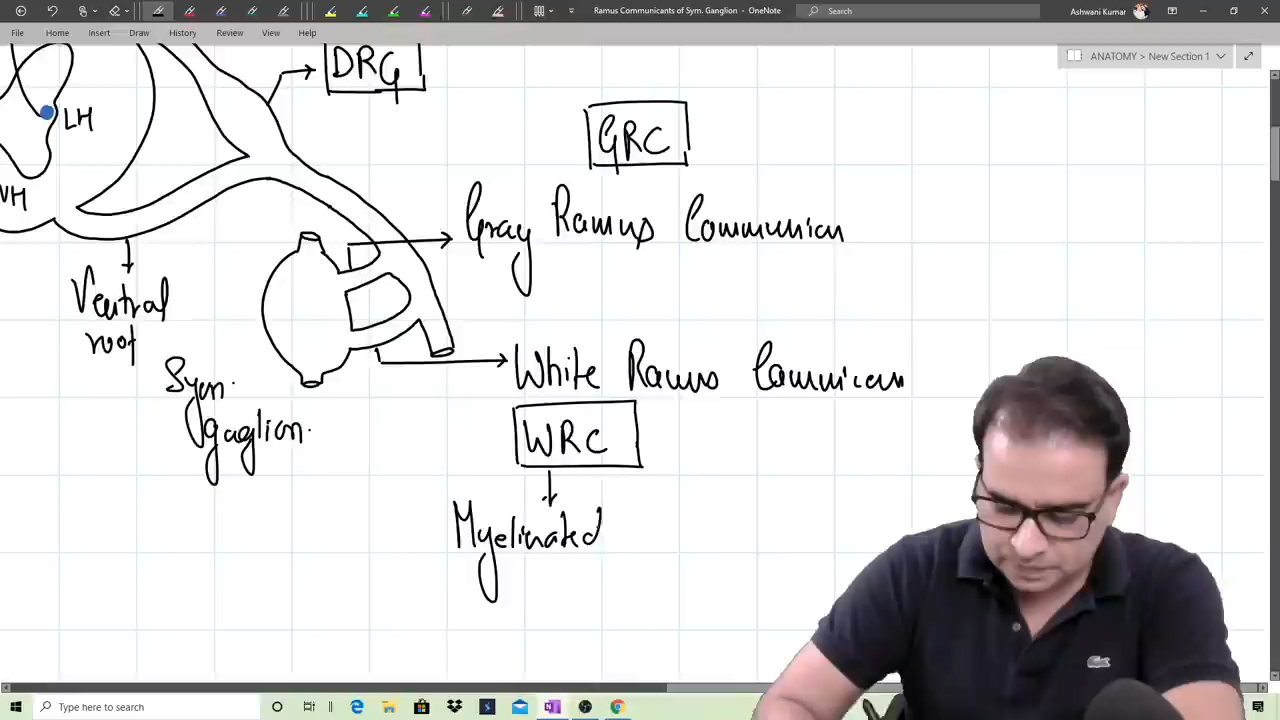 Ramus Communicants of Sym. Ganglion - OneNote
Search
Ashwani Kumar
File Home Insert Draw History Review View Help
ANATOMY > New Section 1
DRG
LH
VH
GRC
Gray Ramus Communican
Ventral
root
White Ramus
Sym.
gaglion.
WRC
Myelinated
Type here to search